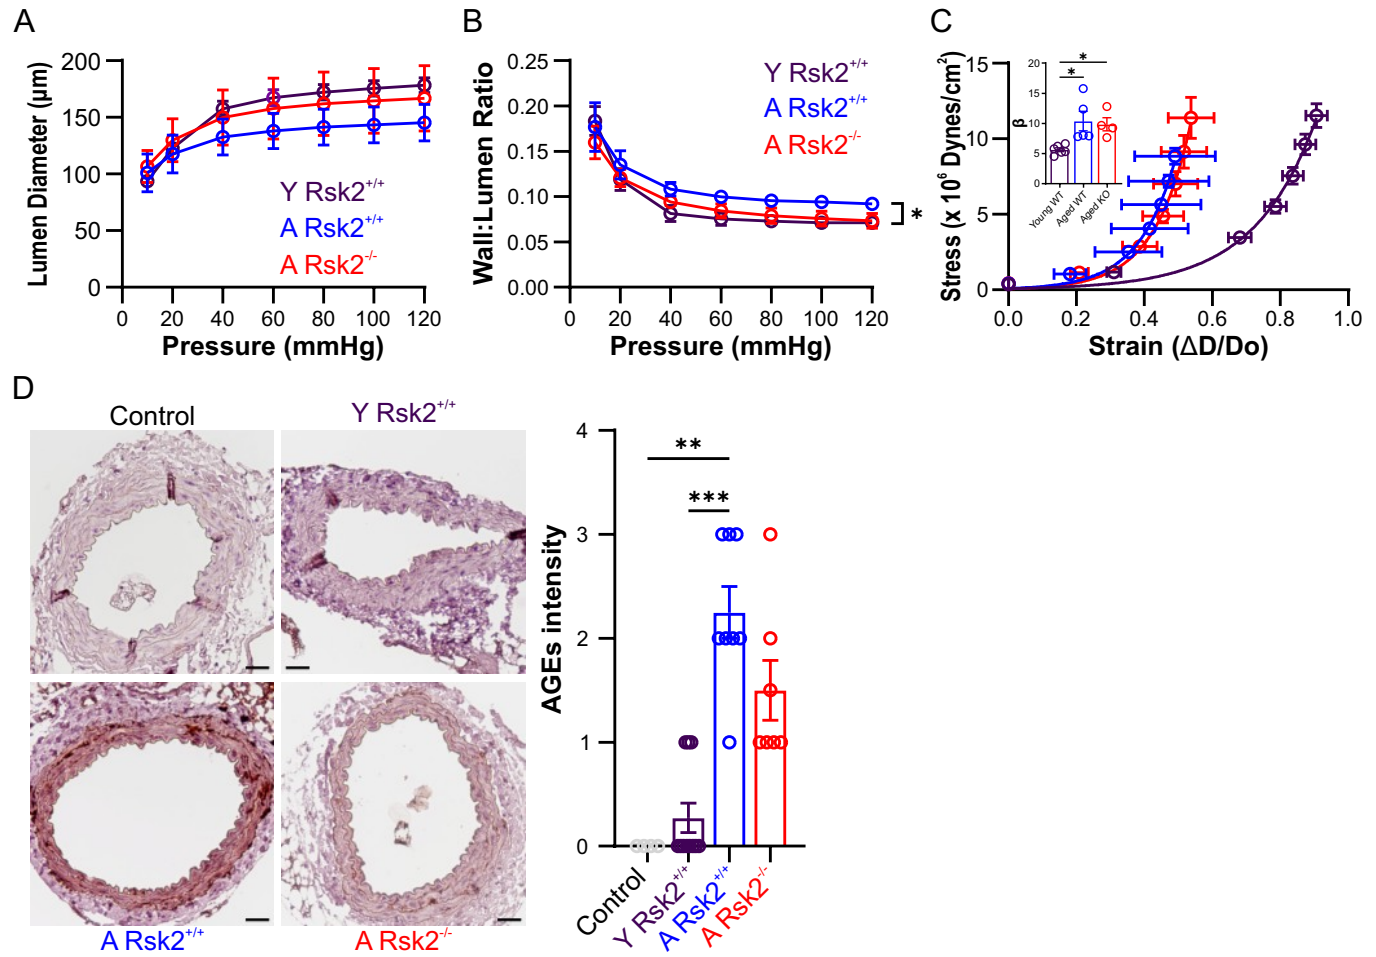 A
Lumen Diameter (µm)
200
150
100
50
0
0 20 40 60 80 100 120
Pressure (mmHg)
Y Rsk2+/+
A Rsk2+/+
A Rsk2-/-
B
Wall:Lumen Ratio
0.25
0.20
0.15
0.10
0.05
0.00
0 20 40 60 80 100 120
Pressure (mmHg)
Y Rsk2+/+
A Rsk2+/+
A Rsk2-/-
*
C
Stress (x 10⁶ Dynes/cm²)
15
10
5
0
0.0 0.2 0.4 0.6 0.8 1.0
Strain (ΔD/Do)
β
20
15
10
5
0
*
*
Young WT
Aged WT
Aged KO
D
Control
Y Rsk2+/+
A Rsk2+/+
A Rsk2-/-
AGEs intensity
4
3
2
1
0
**
***
Control
Y Rsk2+/+
A Rsk2+/+
A Rsk2-/-